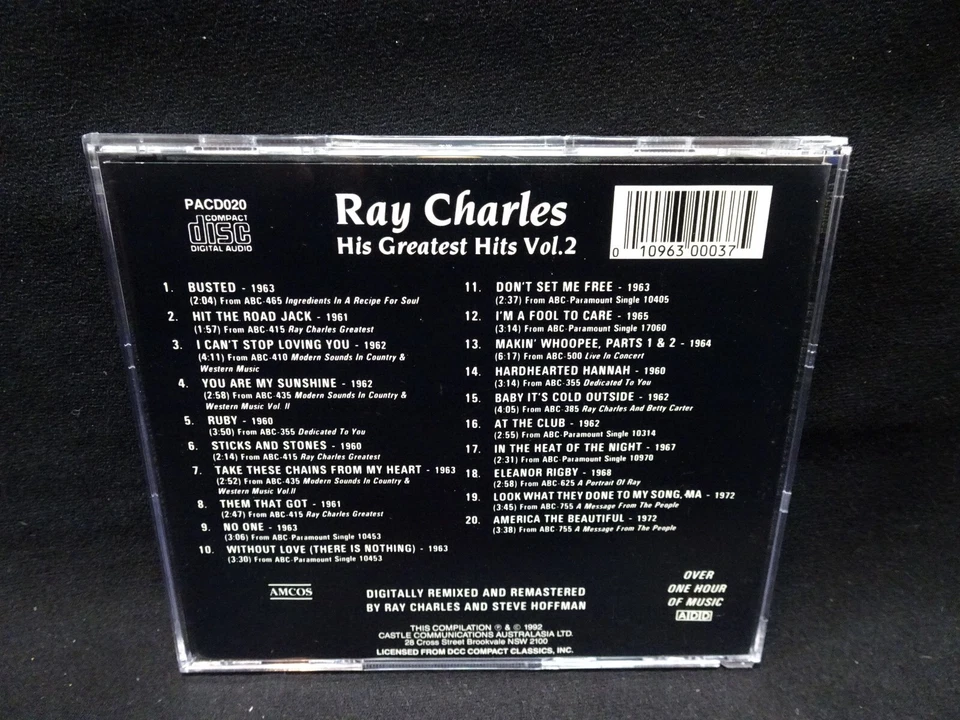 PACD020
COMPACT
disc
DIGITAL AUDIO
Ray Charles
His Greatest Hits Vol.2
0 10963 00037
1. BUSTED - 1963
(2:04) From ABC-465 Ingredients In A Recipe For Soul
2. HIT THE ROAD JACK - 1961
(1:57) From ABC-415 Ray Charles Greatest
3. I CAN'T STOP LOVING YOU - 1962
(4:11) From ABC-410 Modern Sounds In Country &
Western Music
4. YOU ARE MY SUNSHINE - 1962
(2:58) From ABC-435 Modern Sounds In Country &
Western Music Vol. II
5. RUBY - 1960
(3:50) From ABC-355 Dedicated To You
6. STICKS AND STONES - 1960
(2:14) From ABC-415 Ray Charles Greatest
7. TAKE THESE CHAINS FROM MY HEART - 1963
(2:52) From ABC-435 Modern Sounds In Country &
Western Music Vol.II
8. THEM THAT GOT - 1961
(2:47) From ABC-415 Ray Charles Greatest
9. NO ONE - 1963
(3:06) From ABC-Paramount Single 10453
10. WITHOUT LOVE (THERE IS NOTHING) - 1963
(3:30) From ABC-Paramount Single 10453
11. DON'T SET ME FREE - 1963
(2:37) From ABC-Paramount Single 10405
12. I'M A FOOL TO CARE - 1965
(3:14) From ABC-Paramount Single 17060
13. MAKIN' WHOOPEE, PARTS 1 & 2 - 1964
(6:17) From ABC-500 Live In Concert
14. HARDHEARTED HANNAH - 1960
(3:14) From ABC-355 Dedicated To You
15. BABY IT'S COLD OUTSIDE - 1962
(4:05) From ABC-385 Ray Charles And Betty Carter
16. AT THE CLUB - 1962
(2:55) From ABC-Paramount Single 10314
17. IN THE HEAT OF THE NIGHT - 1967
(2:31) From ABC-Paramount Single 10970
18. ELEANOR RIGBY - 1968
(2:58) From ABC-625 A Portrait Of Ray
19. LOOK WHAT THEY DONE TO MY SONG, MA - 1972
(3:45) From ABC-755 A Message From The People
20. AMERICA THE BEAUTIFUL - 1972
(3:38) From ABC-755 A Message From The People
AMCOS
DIGITALLY REMIXED AND REMASTERED
BY RAY CHARLES AND STEVE HOFFMAN
OVER
ONE HOUR
OF MUSIC
ADD
THIS COMPILATION ℗ & © 1992
CASTLE COMMUNICATIONS AUSTRALASIA LTD.
28 Cross Street Brookvale NSW 2100
LICENSED FROM DCC COMPACT CLASSICS, INC.